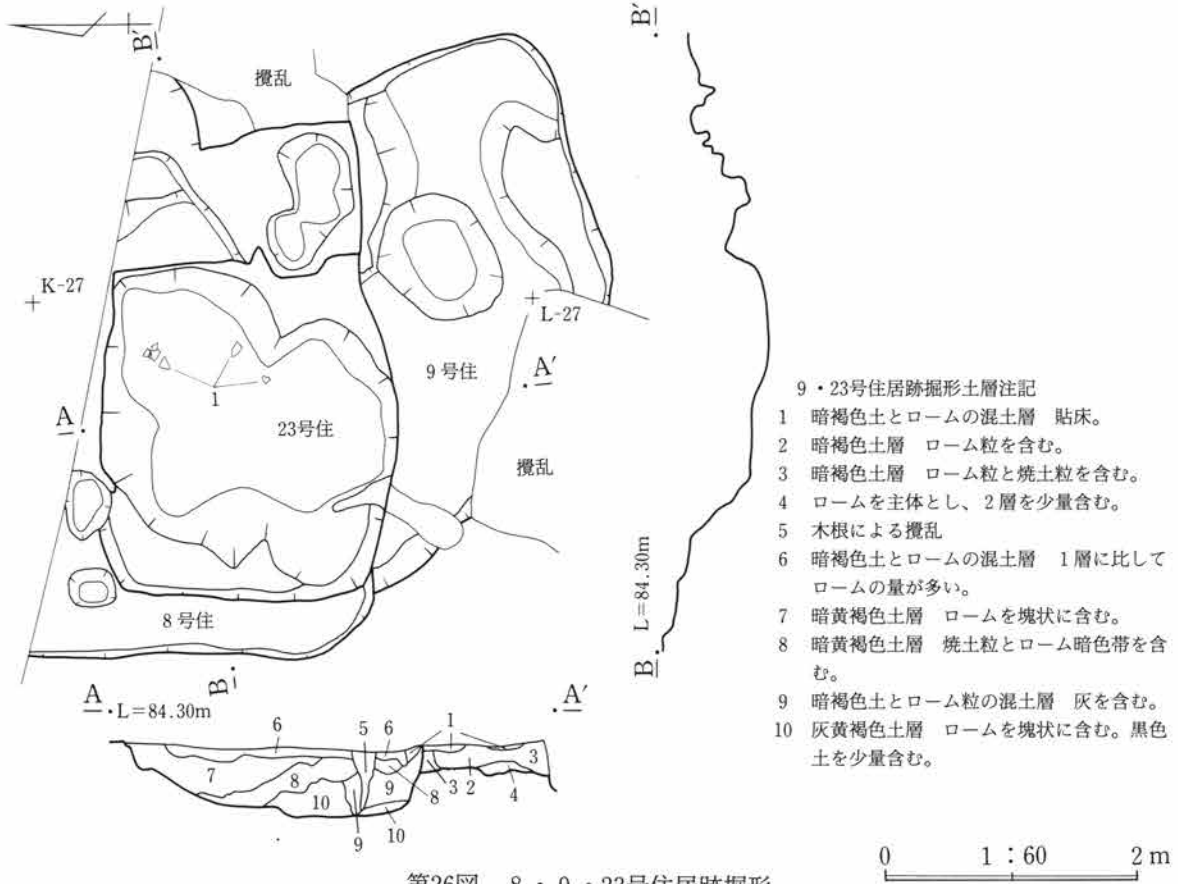 B′
B′
攪乱
K-27
L-27
9号住
A′
A
1
23号住
攪乱
8号住
B
L=84.30m
B
A
L=84.30m
A′
6 5 6 1
7 8 10 9 8 3 2 4 3
9 10
9・23号住居跡掘形土層注記
1 暗褐色土とロームの混土層 貼床。
2 暗褐色土層 ローム粒を含む。
3 暗褐色土層 ローム粒と焼土粒を含む。
4 ロームを主体とし、2層を少量含む。
5 木根による攪乱
6 暗褐色土とロームの混土層 1層に比して
ロームの量が多い。
7 暗黄褐色土層 ロームを塊状に含む。
8 暗黄褐色土層 焼土粒とローム暗色帯を含
む。
9 暗褐色土とローム粒の混土層 灰を含む。
10 灰黄褐色土層 ロームを塊状に含む。黒色
土を少量含む。
0 1:60 2m
第26図 8・9・23号住居跡掘形